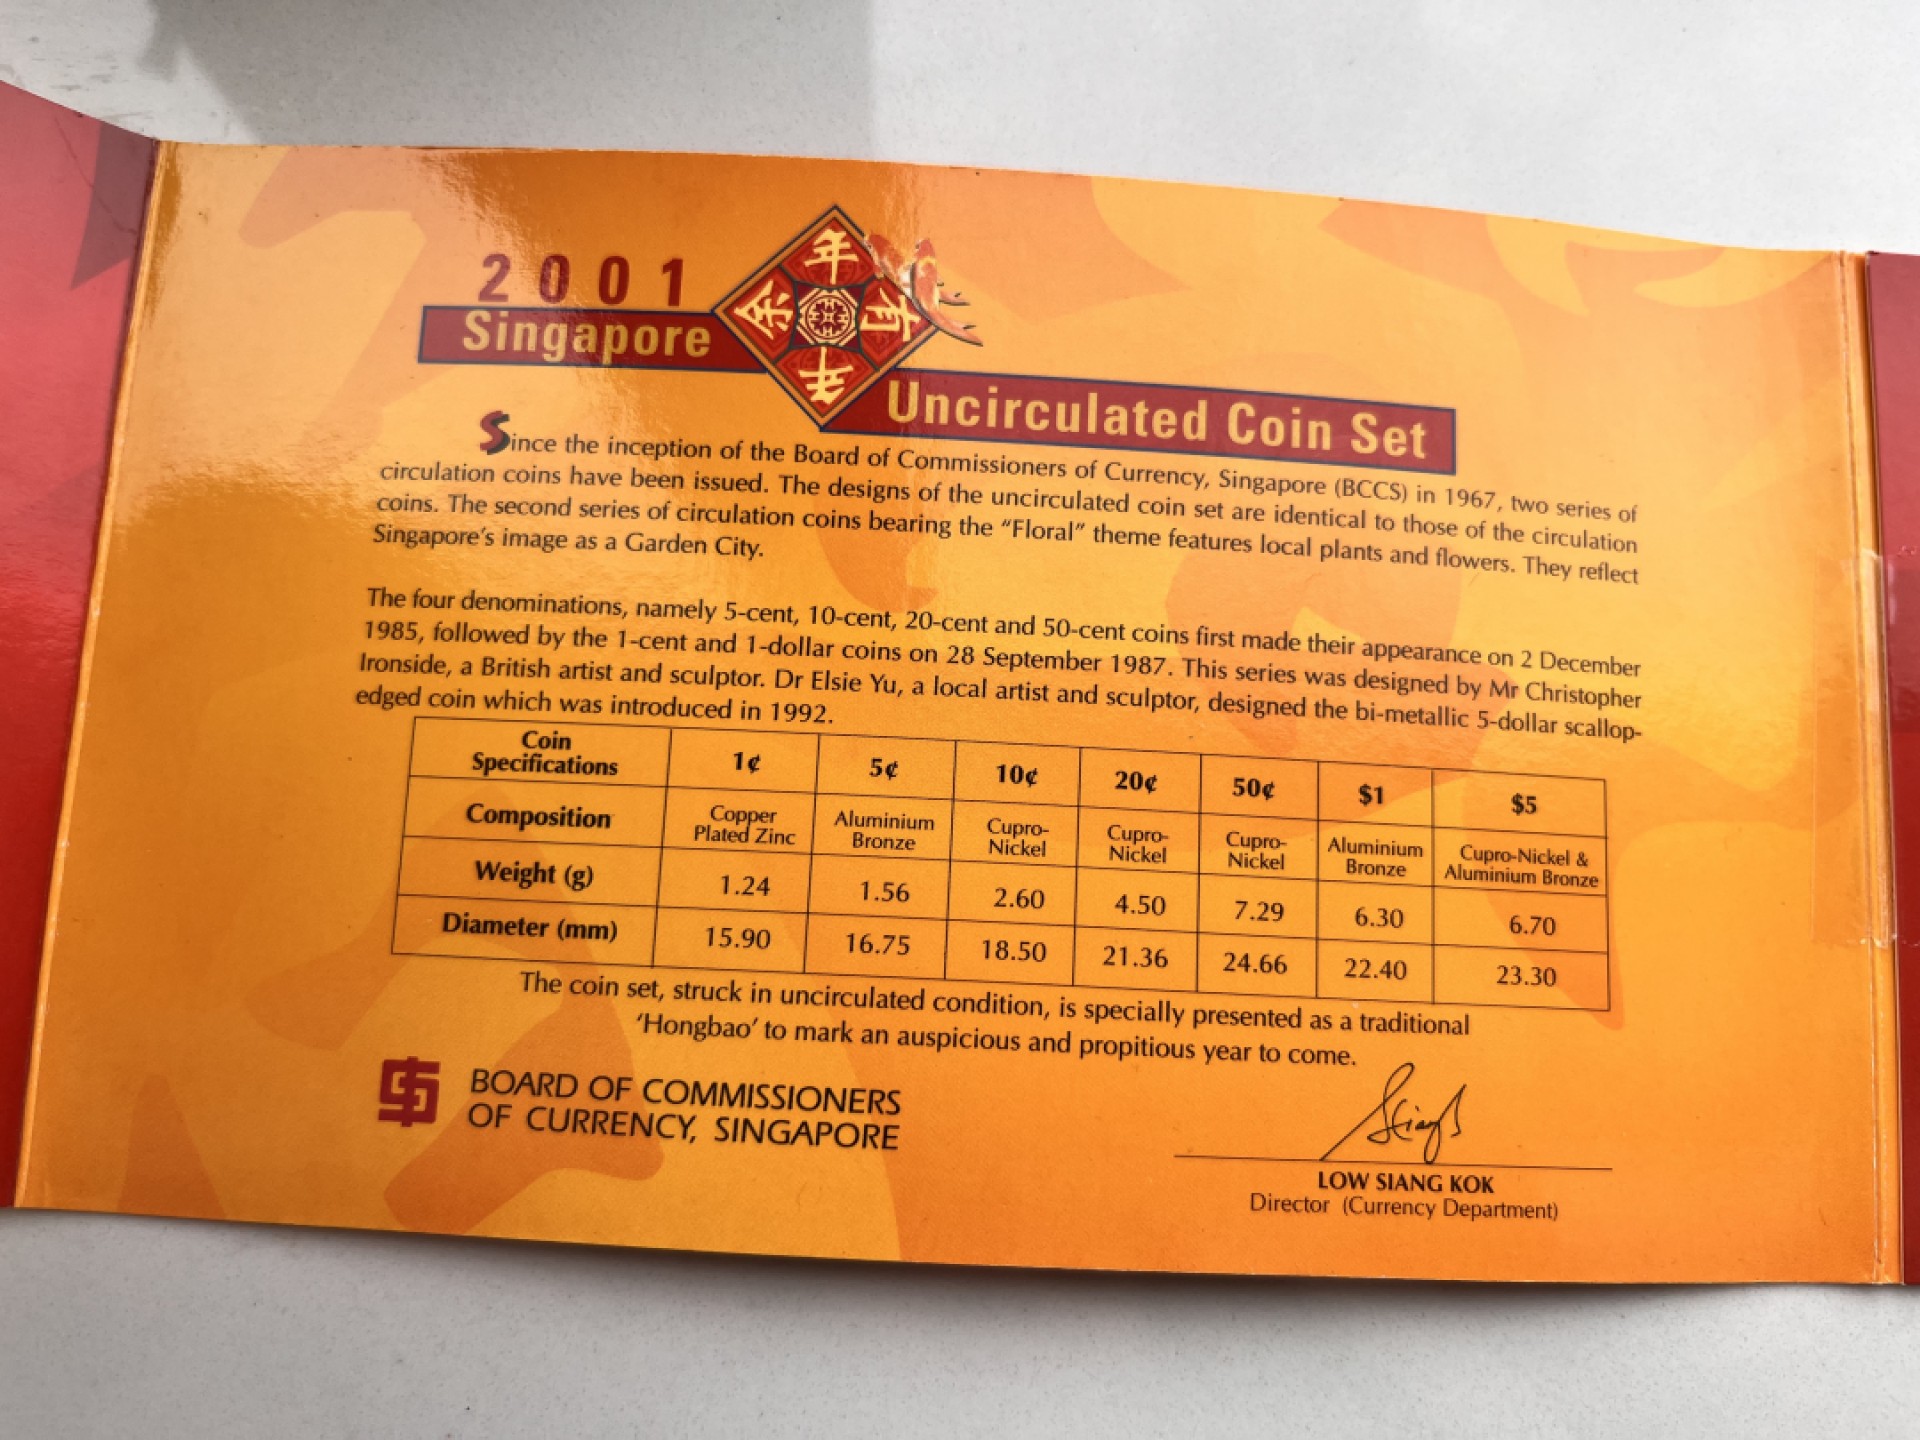 2001
Singapore
年
余 有
半
Uncirculated Coin Set
Since the inception of the Board of Commissioners of Currency, Singapore (BCCS) in 1967, two series of
circulation coins have been issued. The designs of the uncirculated coin set are identical to those of the circulation
coins. The second series of circulation coins bearing the “Floral” theme features local plants and flowers. They reflect
Singapore's image as a Garden City.
The four denominations, namely 5-cent, 10-cent, 20-cent and 50-cent coins first made their appearance on 2 December
1985, followed by the 1-cent and 1-dollar coins on 28 September 1987. This series was designed by Mr Christopher
Ironside, a British artist and sculptor. Dr Elsie Yu, a local artist and sculptor, designed the bi-metallic 5-dollar scallop-
edged coin which was introduced in 1992.
Coin
Specifications 1¢ 5¢ 10¢ 20¢ 50¢ $1 $5
Composition Copper Aluminium Cupro- Cupro- Cupro- Aluminium Cupro-Nickel &
Plated Zinc Bronze Nickel Nickel Nickel Bronze Aluminium Bronze
Weight (g) 1.24 1.56 2.60 4.50 7.29 6.30 6.70
Diameter (mm) 15.90 16.75 18.50 21.36 24.66 22.40 23.30
The coin set, struck in uncirculated condition, is specially presented as a traditional
‘Hongbao’ to mark an auspicious and propitious year to come.
BOARD OF COMMISSIONERS
OF CURRENCY, SINGAPORE
LOW SIANG KOK
Director (Currency Department)